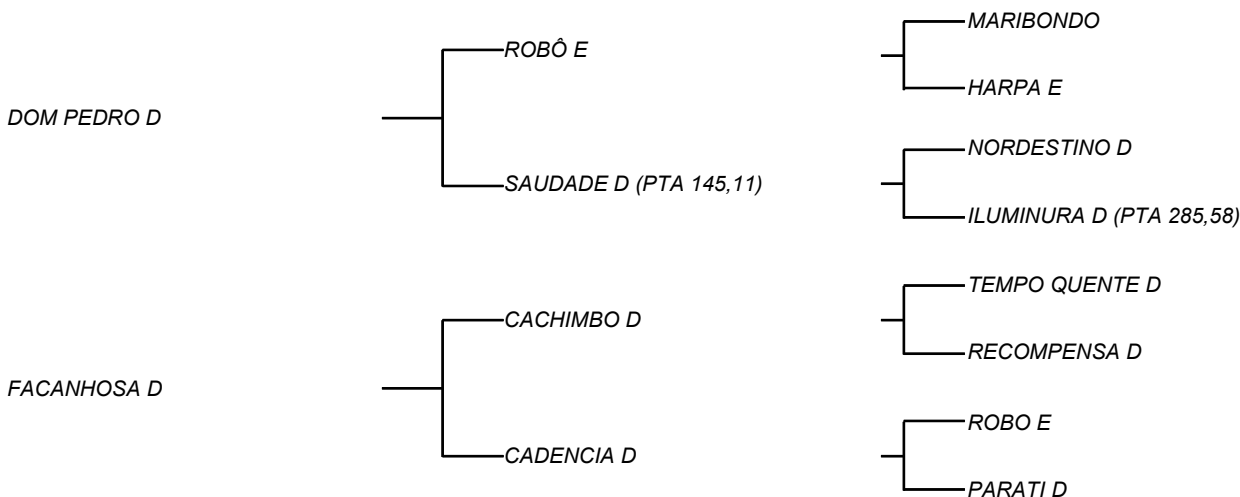 MARIBONDO
ROBÔ E
HARPA E
DOM PEDRO D
NORDESTINO D
SAUDADE D (PTA 145,11)
ILUMINURA D (PTA 285,58)
TEMPO QUENTE D
CACHIMBO D
RECOMPENSA D
FACANHOSA D
ROBO E
CADENCIA D
PARATI D